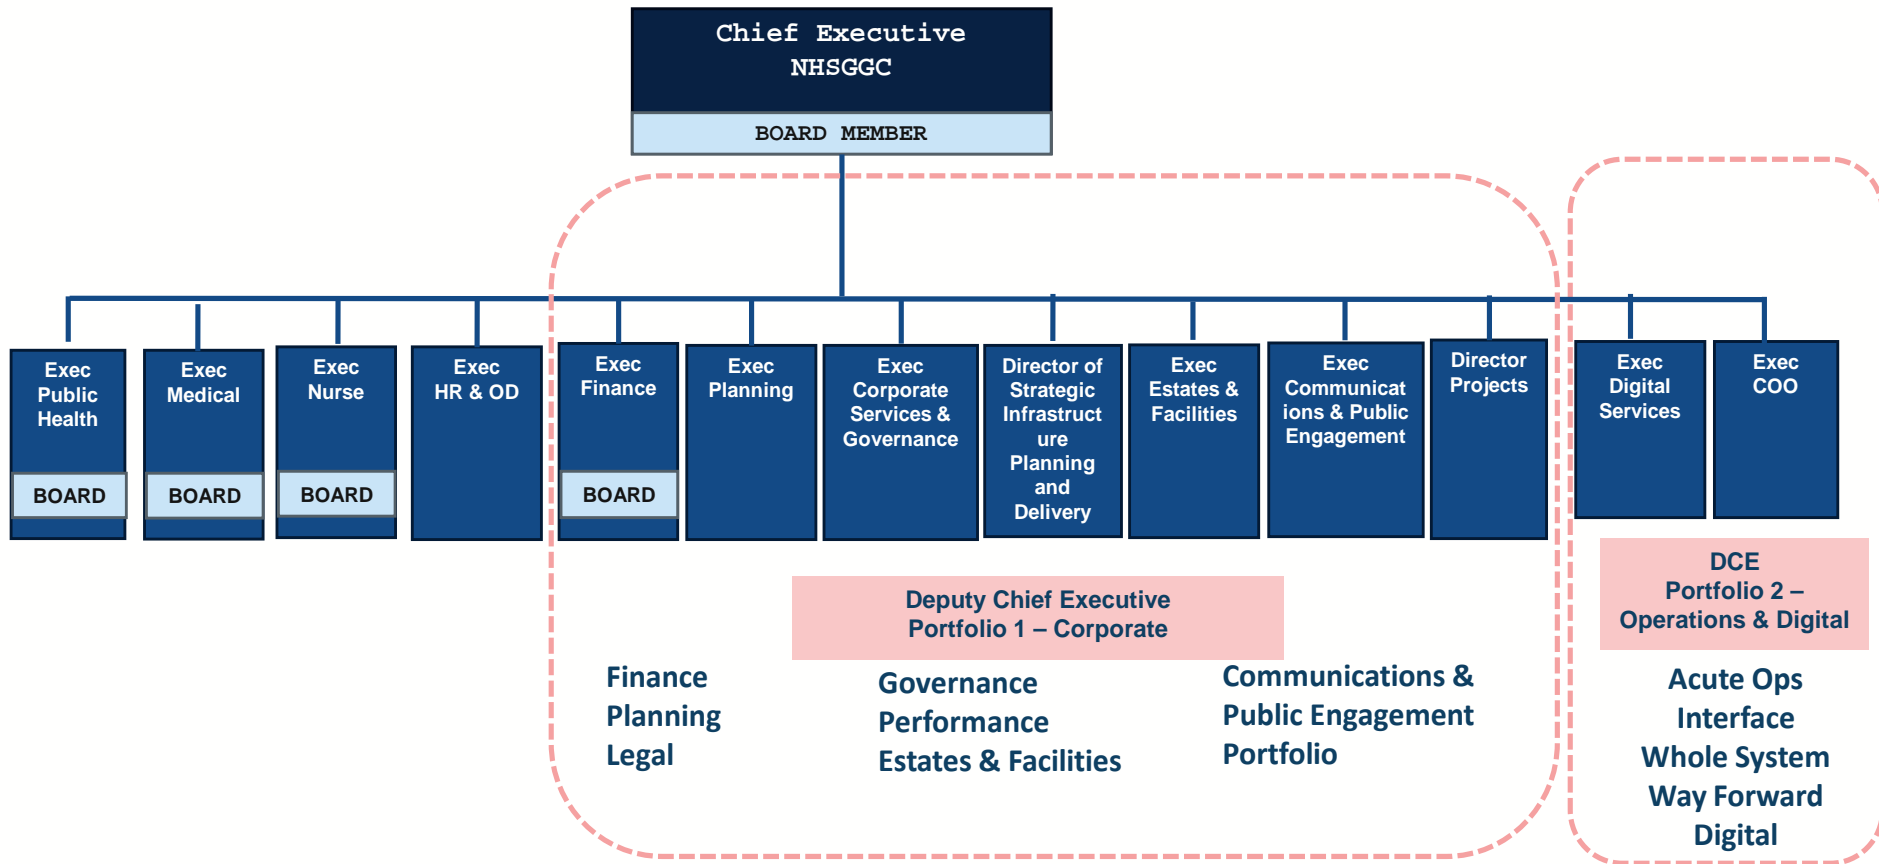 Chief Executive
NHSGGC
BOARD MEMBER
Exec
Public
Health
BOARD
Exec
Medical
BOARD
Exec
Nurse
BOARD
Exec
HR & OD
Exec
Finance
BOARD
Exec
Planning
Exec
Corporate
Services &
Governance
Director of
Strategic
Infrastruct
ure
Planning
and
Delivery
Exec
Estates &
Facilities
Exec
Communicat
ions & Public
Engagement
Director
Projects
Exec
Digital
Services
Exec
COO
Deputy Chief Executive
Portfolio 1 – Corporate
Finance
Planning
Legal
Governance
Performance
Estates & Facilities
Communications &
Public Engagement
Portfolio
DCE
Portfolio 2 –
Operations & Digital
Acute Ops
Interface
Whole System
Way Forward
Digital